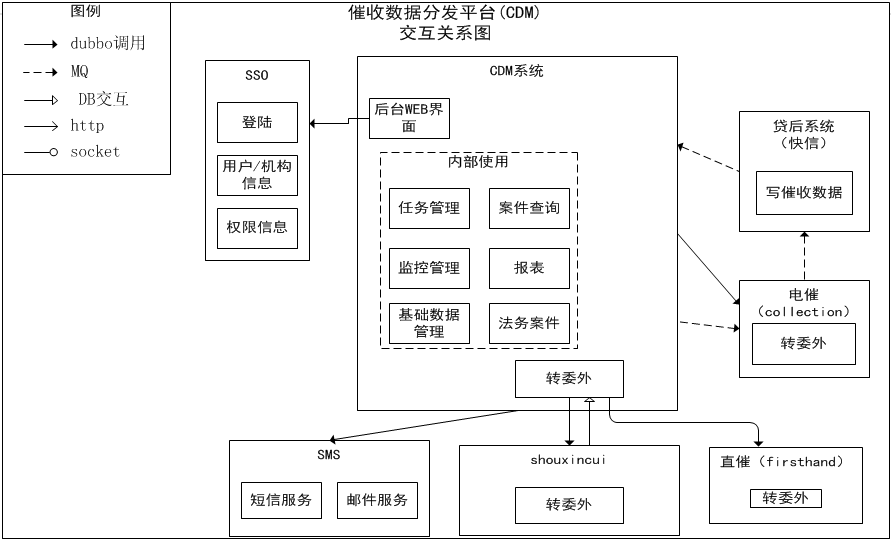 图例
dubbo调用
MQ
DB交互
http
socket
催收数据分发平台(CDM)
交互关系图
SSO
登陆
用户/机构
信息
权限信息
CDM系统
后台WEB界
面
内部使用
任务管理
案件查询
监控管理
报表
基础数据
管理
法务案件
转委外
贷后系统
（快信）
写催收数据
电催
（collection）
转委外
SMS
短信服务
邮件服务
shouxincui
转委外
直催（firsthand）
转委外